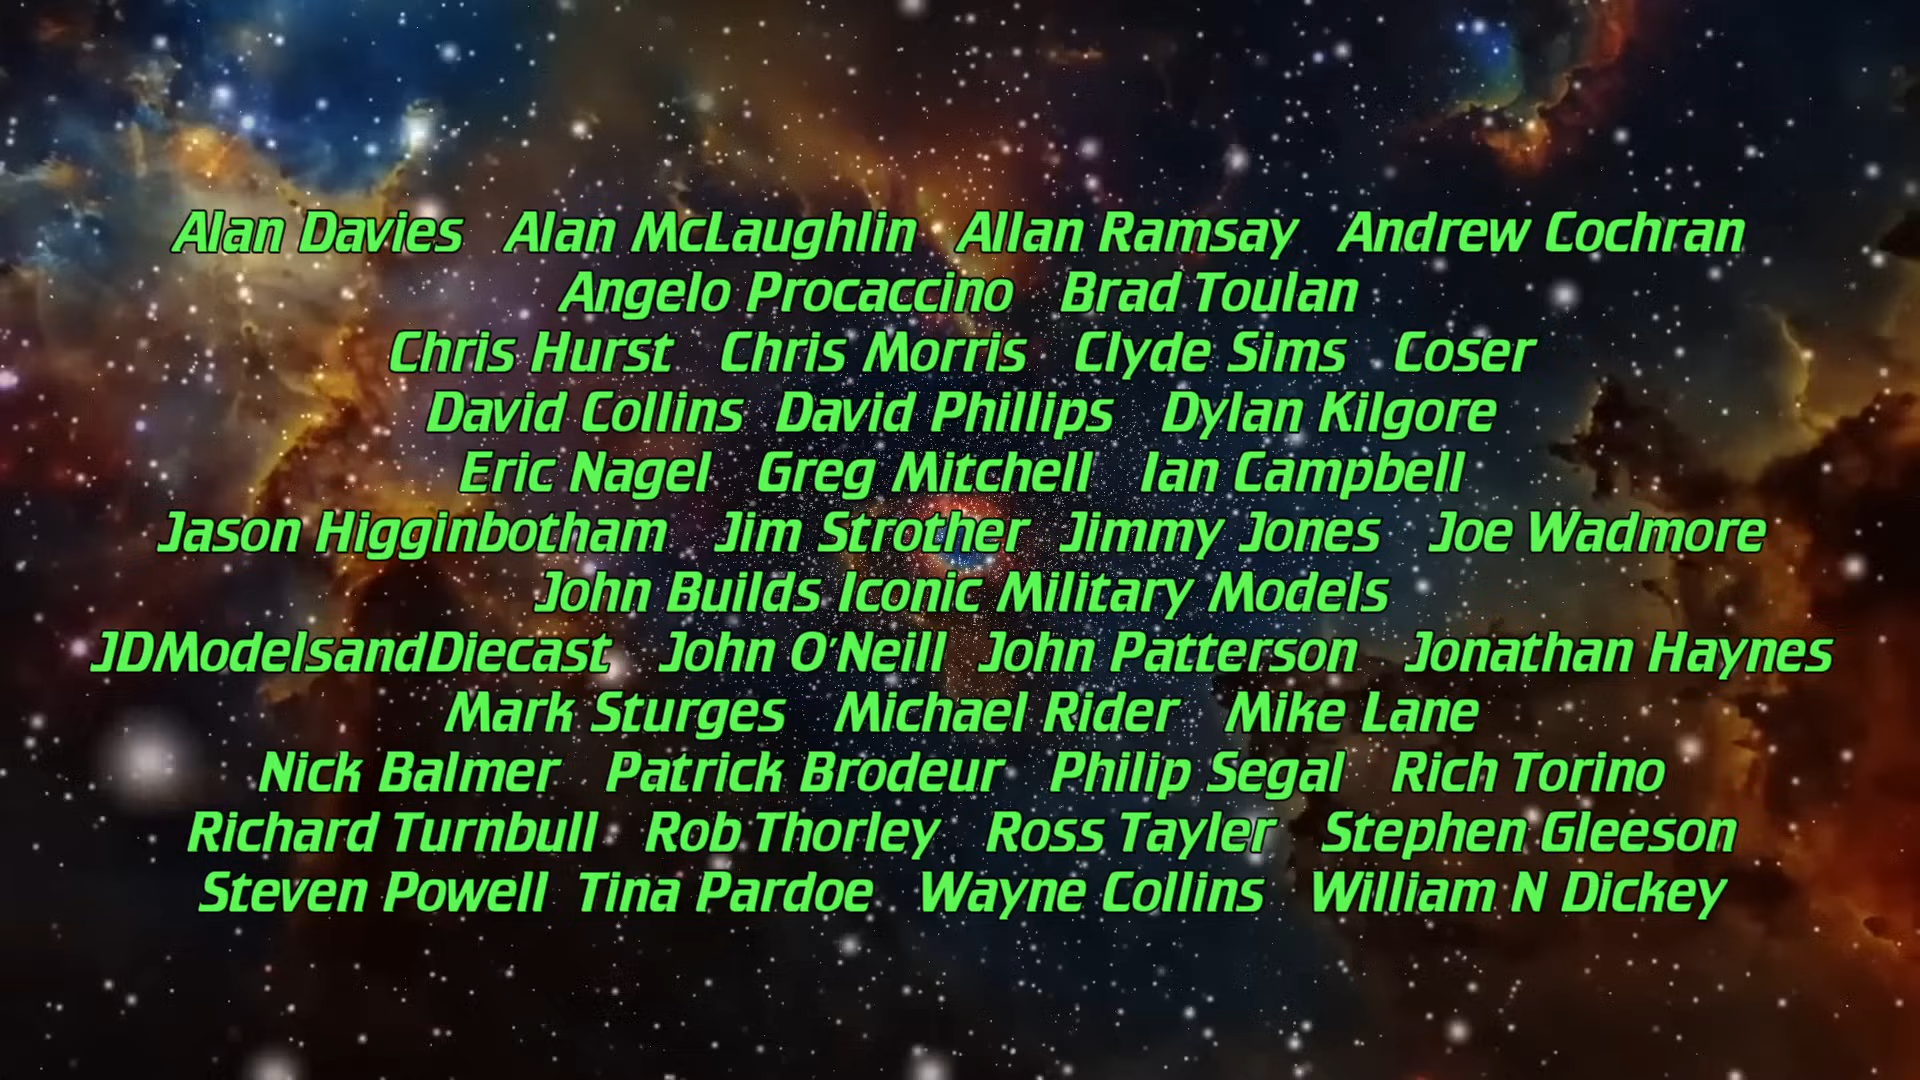 Alan Davies Alan McLaughlin Allan Ramsay Andrew Cochran
Angelo Procaccino Brad Toulan
Chris Hurst Chris Morris Clyde Sims Coser
David Collins David Phillips Dylan Kilgore
Eric Nagel Greg Mitchell Ian Campbell
Jason Higginbotham Jim Strother Jimmy Jones Joe Wadmore
John Builds Iconic Military Models
JDModelsandDiecast John O'Neill John Patterson Jonathan Haynes
Mark Sturges Michael Rider Mike Lane
Nick Balmer Patrick Brodeur Philip Segal Rich Torino
Richard Turnbull Rob Thorley Ross Tayler Stephen Gleeson
Steven Powell Tina Pardoe Wayne Collins William N Dickey